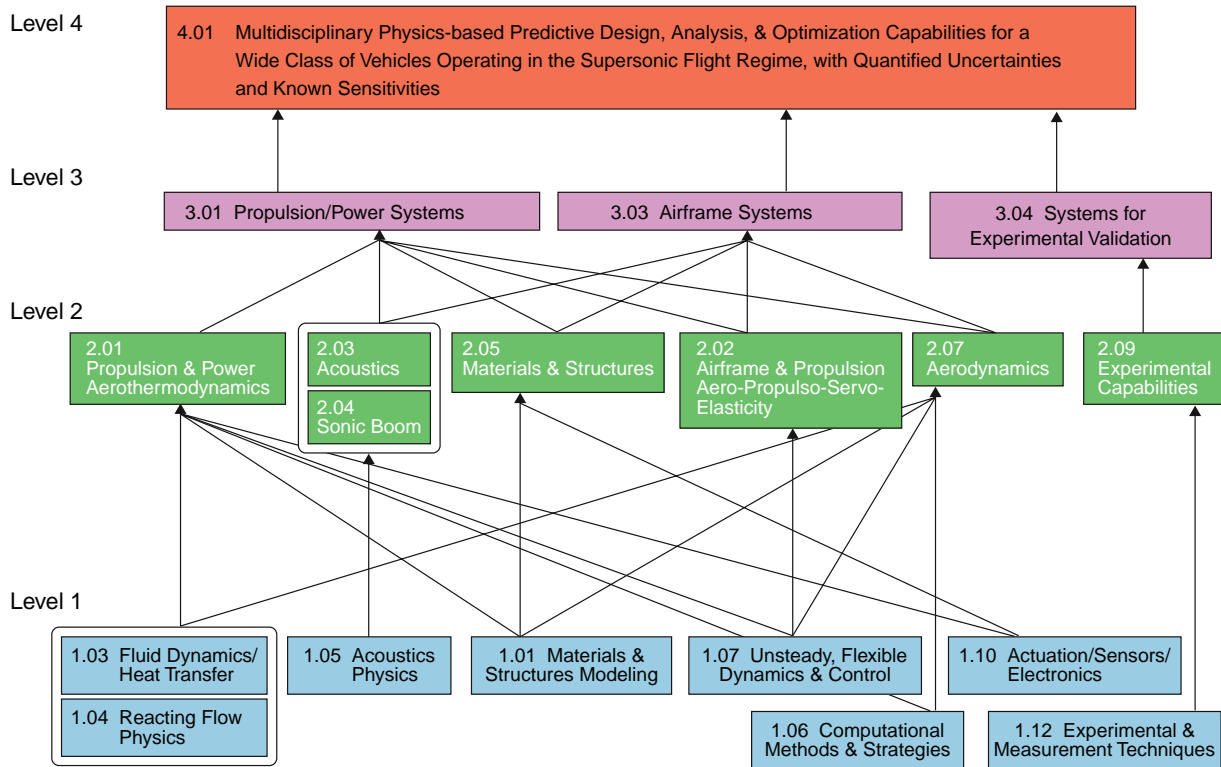 Level 4
4.01 Multidisciplinary Physics-based Predictive Design, Analysis, & Optimization Capabilities for a
Wide Class of Vehicles Operating in the Supersonic Flight Regime, with Quantified Uncertainties
and Known Sensitivities
Level 3
3.01 Propulsion/Power Systems
3.03 Airframe Systems
3.04 Systems for
Experimental Validation
Level 2
2.01
Propulsion & Power
Aerothermodynamics
2.03
Acoustics
2.04
Sonic Boom
2.05
Materials & Structures
2.02
Airframe & Propulsion
Aero-Propulso-Servo-
Elasticity
2.07
Aerodynamics
2.09
Experimental
Capabilities
Level 1
1.03 Fluid Dynamics/
Heat Transfer
1.04 Reacting Flow
Physics
1.05 Acoustics
Physics
1.01 Materials &
Structures Modeling
1.07 Unsteady, Flexible
Dynamics & Control
1.10 Actuation/Sensors/
Electronics
1.06 Computational
Methods & Strategies
1.12 Experimental &
Measurement Techniques